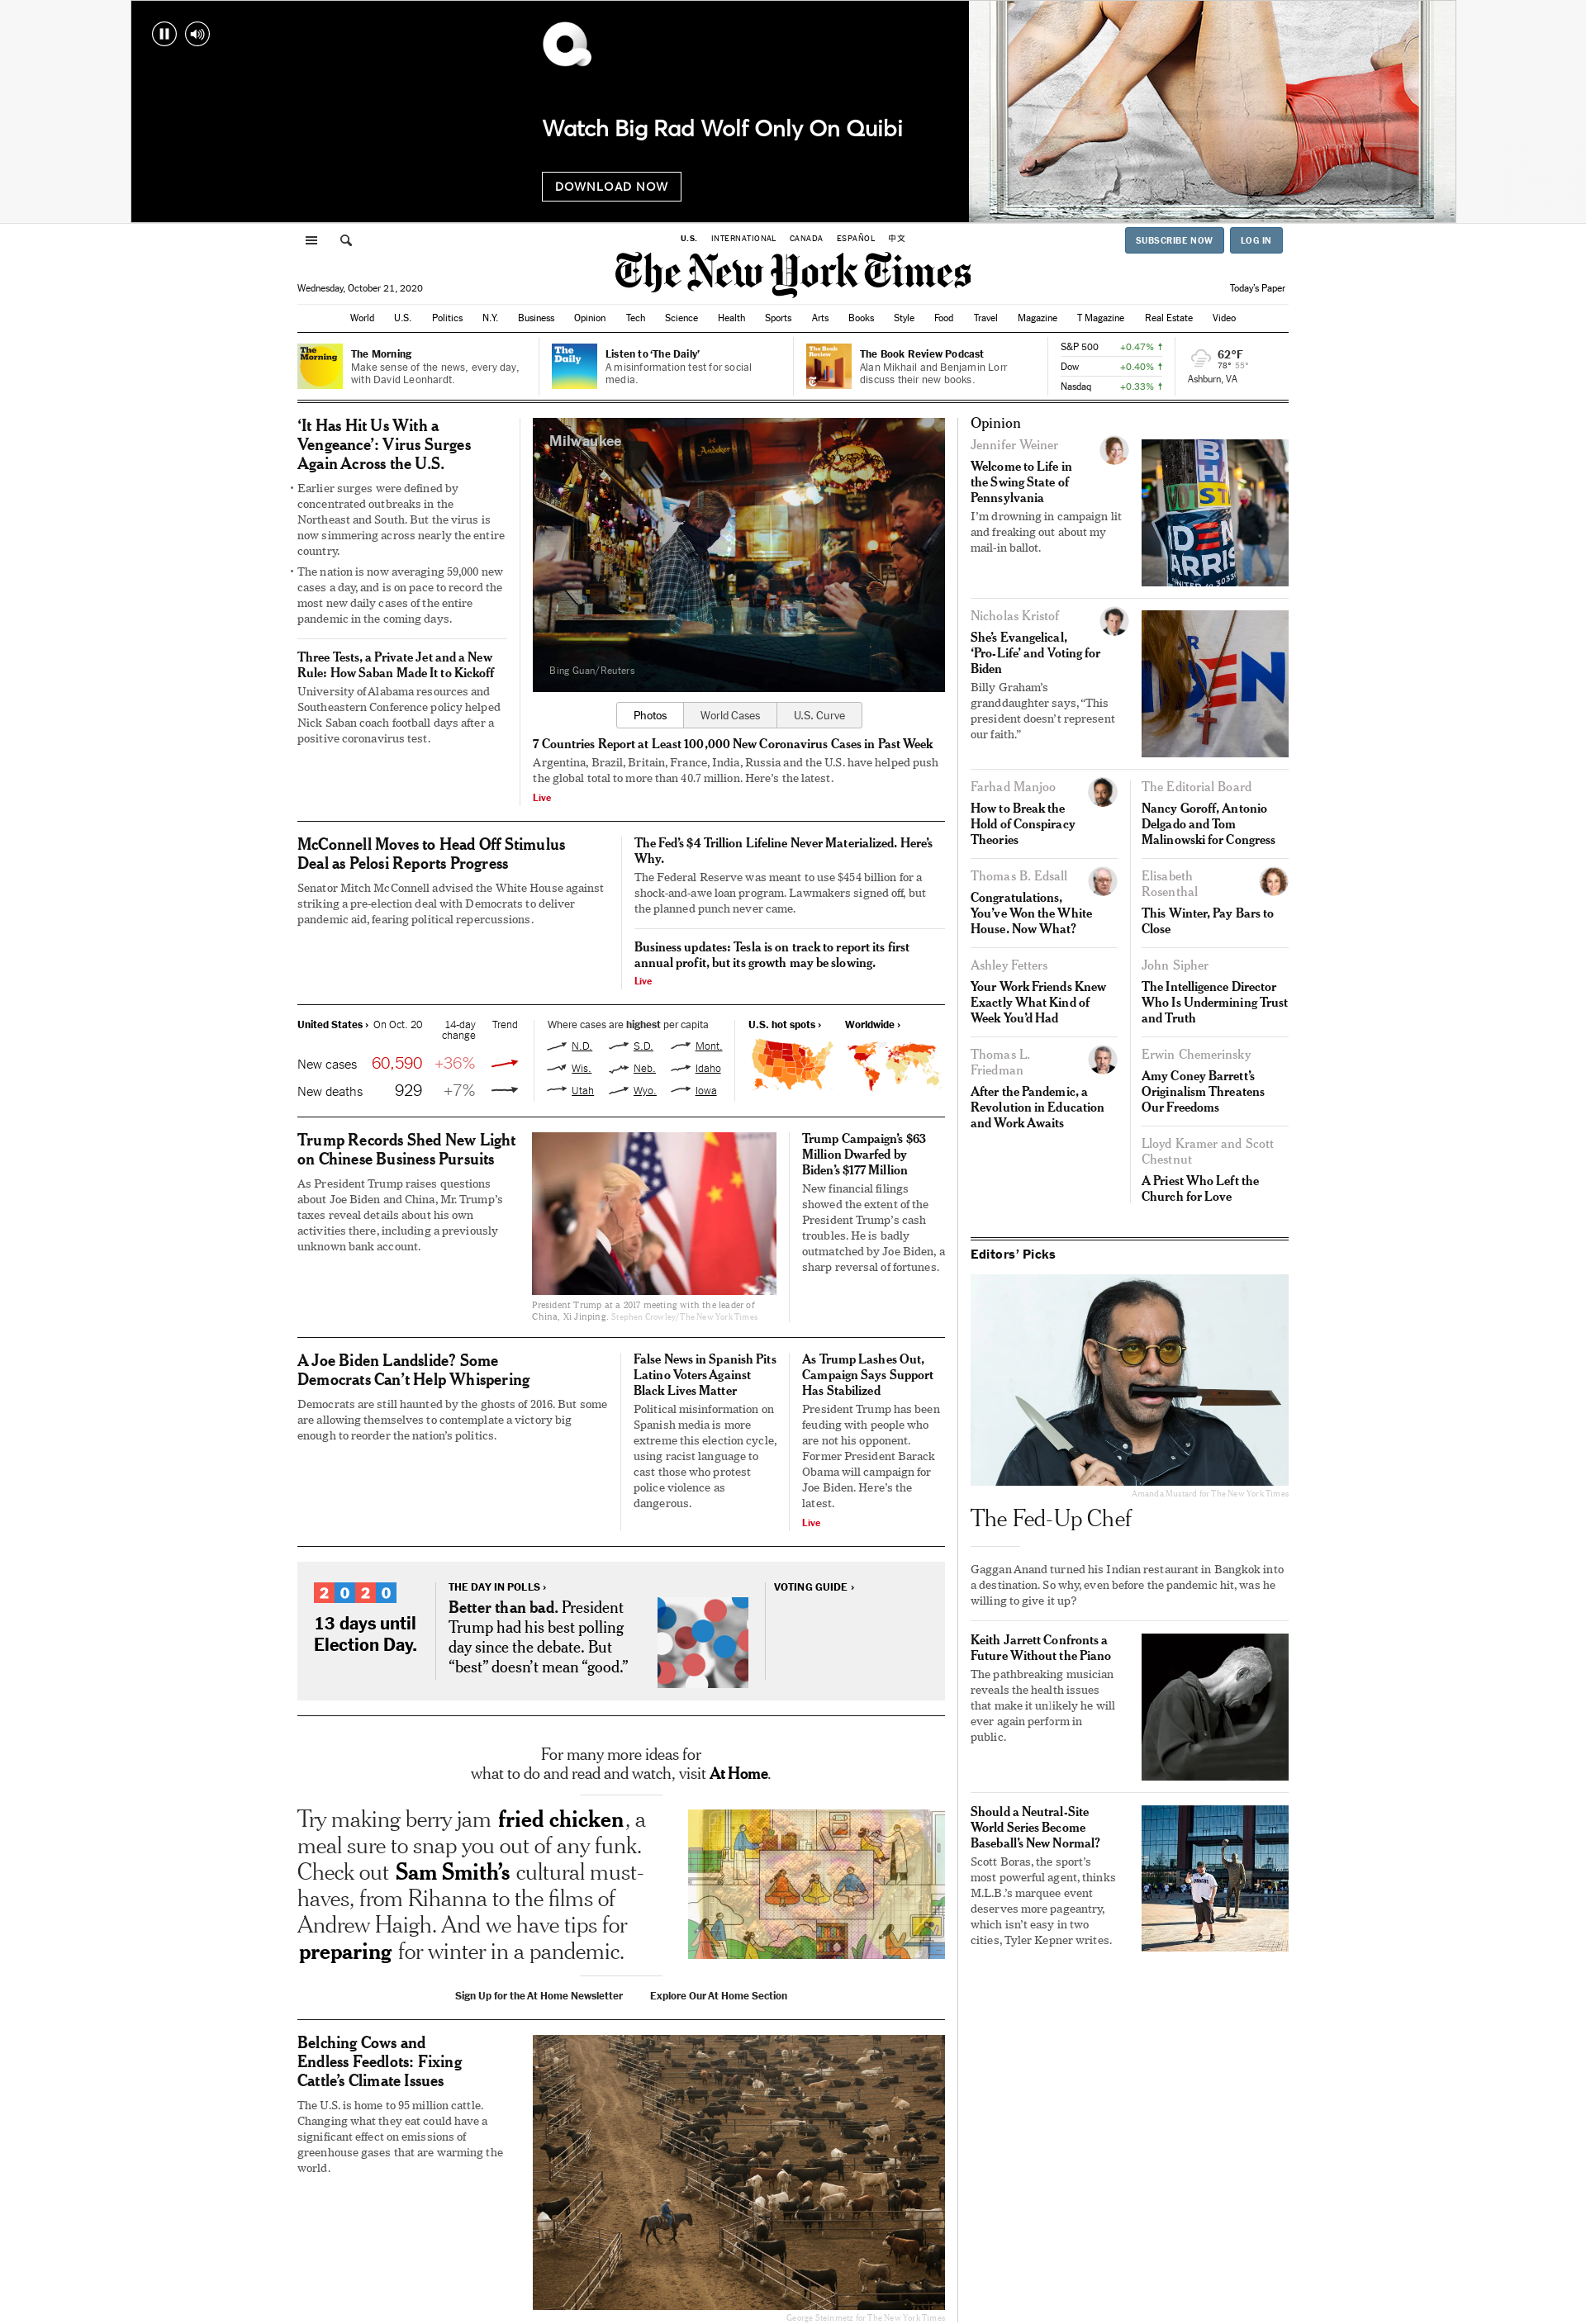 Watch Big Rad Wolf Only On Quibi
DOWNLOAD NOW
U.S. INTERNATIONAL CANADA ESPAÑOL 中文
SUBSCRIBE NOW LOG IN
The New York Times
Wednesday, October 21, 2020
Today's Paper
World U.S. Politics N.Y. Business Opinion Tech Science Health Sports Arts Books Style Food Travel Magazine T Magazine Real Estate Video
The Morning
The Morning
Make sense of the news, every day,
with David Leonhardt.
The Daily
Listen to ‘The Daily’
A misinformation test for social
media.
The Book Review
The Book Review Podcast
Alan Mikhail and Benjamin Lorr
discuss their new books.
S&P 500 +0.47% ↑
Dow +0.40% ↑
Nasdaq +0.33% ↑
62°F
78° 55°
Ashburn, VA
‘It Has Hit Us With a
Vengeance’: Virus Surges
Again Across the U.S.
• Earlier surges were defined by
concentrated outbreaks in the
Northeast and South. But the virus is
now simmering across nearly the entire
country.
• The nation is now averaging 59,000 new
cases a day, and is on pace to record the
most new daily cases of the entire
pandemic in the coming days.
Three Tests, a Private Jet and a New
Rule: How Saban Made It to Kickoff
University of Alabama resources and
Southeastern Conference policy helped
Nick Saban coach football days after a
positive coronavirus test.
Milwaukee
Andeker
Bing Guan/Reuters
Photos World Cases U.S. Curve
7 Countries Report at Least 100,000 New Coronavirus Cases in Past Week
Argentina, Brazil, Britain, France, India, Russia and the U.S. have helped push
the global total to more than 40.7 million. Here’s the latest.
Live
McConnell Moves to Head Off Stimulus
Deal as Pelosi Reports Progress
Senator Mitch McConnell advised the White House against
striking a pre-election deal with Democrats to deliver
pandemic aid, fearing political repercussions.
The Fed’s $4 Trillion Lifeline Never Materialized. Here’s
Why.
The Federal Reserve was meant to use $454 billion for a
shock-and-awe loan program. Lawmakers signed off, but
the planned punch never came.
Business updates: Tesla is on track to report its first
annual profit, but its growth may be slowing.
Live
United States › On Oct. 20 14-day
change Trend
New cases 60,590 +36%
New deaths 929 +7%
Where cases are highest per capita
N.D. S.D. Mont.
Wis. Neb. Idaho
Utah Wyo. Iowa
U.S. hot spots › Worldwide ›
Trump Records Shed New Light
on Chinese Business Pursuits
As President Trump raises questions
about Joe Biden and China, Mr. Trump’s
taxes reveal details about his own
activities there, including a previously
unknown bank account.
President Trump at a 2017 meeting with the leader of
China, Xi Jinping. Stephen Crowley/The New York Times
Trump Campaign’s $63
Million Dwarfed by
Biden’s $177 Million
New financial filings
showed the extent of the
President Trump’s cash
troubles. He is badly
outmatched by Joe Biden, a
sharp reversal of fortunes.
A Joe Biden Landslide? Some
Democrats Can’t Help Whispering
Democrats are still haunted by the ghosts of 2016. But some
are allowing themselves to contemplate a victory big
enough to reorder the nation’s politics.
False News in Spanish Pits
Latino Voters Against
Black Lives Matter
Political misinformation on
Spanish media is more
extreme this election cycle,
using racist language to
cast those who protest
police violence as
dangerous.
As Trump Lashes Out,
Campaign Says Support
Has Stabilized
President Trump has been
feuding with people who
are not his opponent.
Former President Barack
Obama will campaign for
Joe Biden. Here’s the
latest.
Live
2020
13 days until
Election Day.
THE DAY IN POLLS ›
Better than bad. President
Trump had his best polling
day since the debate. But
“best” doesn’t mean “good.”
VOTING GUIDE ›
For many more ideas for
what to do and read and watch, visit At Home.
Try making berry jam fried chicken, a
meal sure to snap you out of any funk.
Check out Sam Smith’s cultural must-
haves, from Rihanna to the films of
Andrew Haigh. And we have tips for
preparing for winter in a pandemic.
Sign Up for the At Home Newsletter Explore Our At Home Section
Belching Cows and
Endless Feedlots: Fixing
Cattle’s Climate Issues
The U.S. is home to 95 million cattle.
Changing what they eat could have a
significant effect on emissions of
greenhouse gases that are warming the
world.
George Steinmetz for The New York Times
Opinion
Jennifer Weiner
Welcome to Life in
the Swing State of
Pennsylvania
I’m drowning in campaign lit
and freaking out about my
mail-in ballot.
Nicholas Kristof
She’s Evangelical,
‘Pro-Life’ and Voting for
Biden
Billy Graham’s
granddaughter says, “This
president doesn’t represent
our faith.”
Farhad Manjoo
How to Break the
Hold of Conspiracy
Theories
Thomas B. Edsall
Congratulations,
You’ve Won the White
House. Now What?
Ashley Fetters
Your Work Friends Knew
Exactly What Kind of
Week You’d Had
Thomas L.
Friedman
After the Pandemic, a
Revolution in Education
and Work Awaits
The Editorial Board
Nancy Goroff, Antonio
Delgado and Tom
Malinowski for Congress
Elisabeth
Rosenthal
This Winter, Pay Bars to
Close
John Sipher
The Intelligence Director
Who Is Undermining Trust
and Truth
Erwin Chemerinsky
Amy Coney Barrett’s
Originalism Threatens
Our Freedoms
Lloyd Kramer and Scott
Chestnut
A Priest Who Left the
Church for Love
Editors’ Picks
Amanda Mustard for The New York Times
The Fed-Up Chef
Gaggan Anand turned his Indian restaurant in Bangkok into
a destination. So why, even before the pandemic hit, was he
willing to give it up?
Keith Jarrett Confronts a
Future Without the Piano
The pathbreaking musician
reveals the health issues
that make it unlikely he will
ever again perform in
public.
Should a Neutral-Site
World Series Become
Baseball’s New Normal?
Scott Boras, the sport’s
most powerful agent, thinks
M.L.B.’s marquee event
deserves more pageantry,
which isn’t easy in two
cities, Tyler Kepner writes.